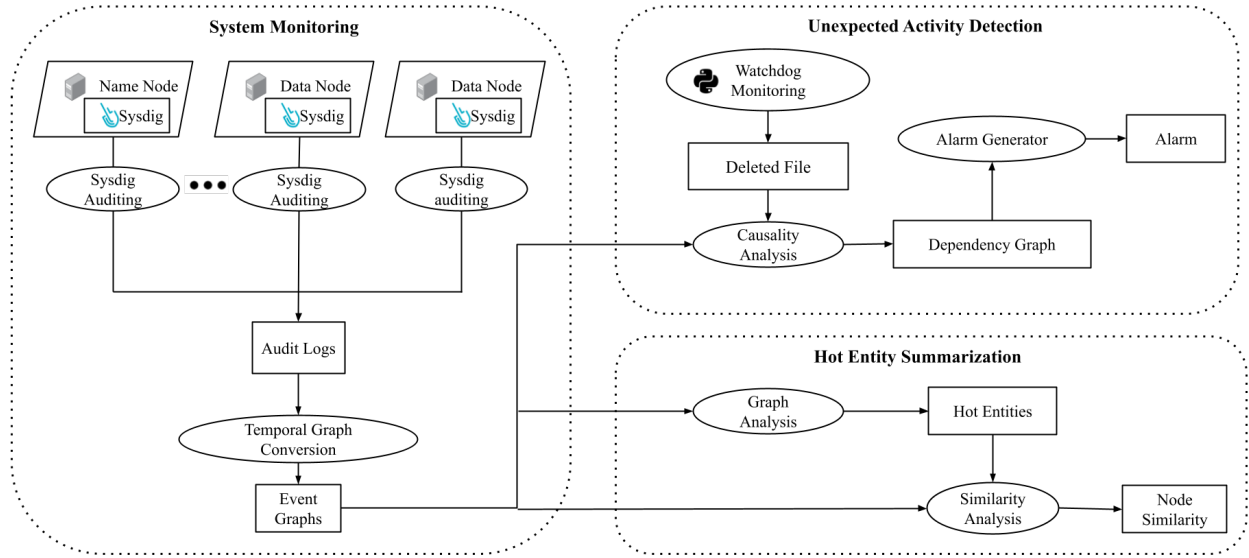 System Monitoring
Name Node
Sysdig
Data Node
Sysdig
Data Node
Sysdig
Sysdig
Auditing
Sysdig
Auditing
Sysdig
auditing
Audit Logs
Temporal Graph
Conversion
Event
Graphs
Unexpected Activity Detection
Watchdog
Monitoring
Deleted File
Causality
Analysis
Dependency Graph
Alarm Generator
Alarm
Hot Entity Summarization
Graph
Analysis
Hot Entities
Similarity
Analysis
Node
Similarity